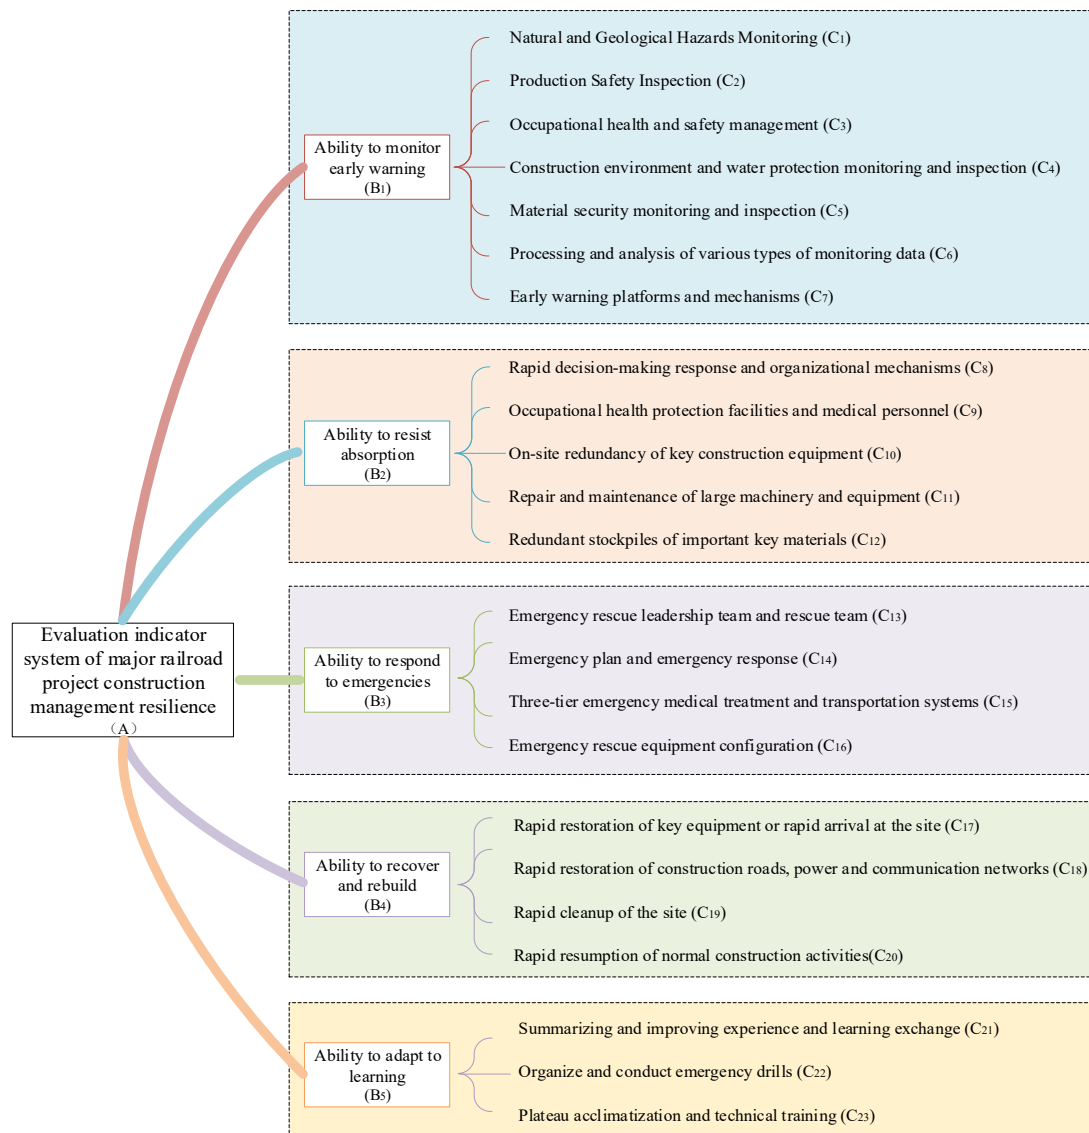 Natural and Geological Hazards Monitoring (C₁)
Production Safety Inspection (C₂)
Occupational health and safety management (C₃)
Construction environment and water protection monitoring and inspection (C₄)
Material security monitoring and inspection (C₅)
Processing and analysis of various types of monitoring data (C₆)
Early warning platforms and mechanisms (C₇)
Ability to monitor
early warning
(B₁)
Rapid decision-making response and organizational mechanisms (C₈)
Occupational health protection facilities and medical personnel (C₉)
On-site redundancy of key construction equipment (C₁₀)
Repair and maintenance of large machinery and equipment (C₁₁)
Redundant stockpiles of important key materials (C₁₂)
Ability to resist
absorption
(B₂)
Evaluation indicator
system of major railroad
project construction
management resilience
（A）
Emergency rescue leadership team and rescue team (C₁₃)
Emergency plan and emergency response (C₁₄)
Three-tier emergency medical treatment and transportation systems (C₁₅)
Emergency rescue equipment configuration (C₁₆)
Ability to respond
to emergencies
(B₃)
Rapid restoration of key equipment or rapid arrival at the site (C₁₇)
Rapid restoration of construction roads, power and communication networks (C₁₈)
Rapid cleanup of the site (C₁₉)
Rapid resumption of normal construction activities(C₂₀)
Ability to recover
and rebuild
(B₄)
Summarizing and improving experience and learning exchange (C₂₁)
Organize and conduct emergency drills (C₂₂)
Plateau acclimatization and technical training (C₂₃)
Ability to adapt to
learning
(B₅)